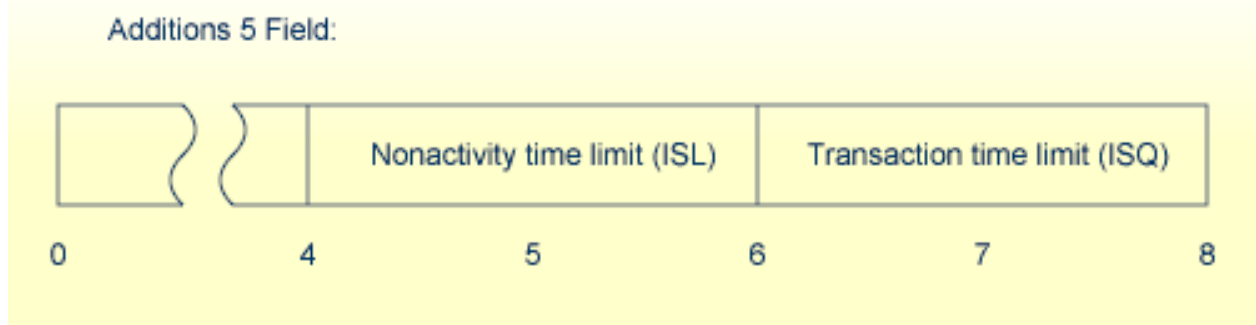 Additions 5 Field:
Nonactivity time limit (ISL) Transaction time limit (ISQ)
0 4 5 6 7 8